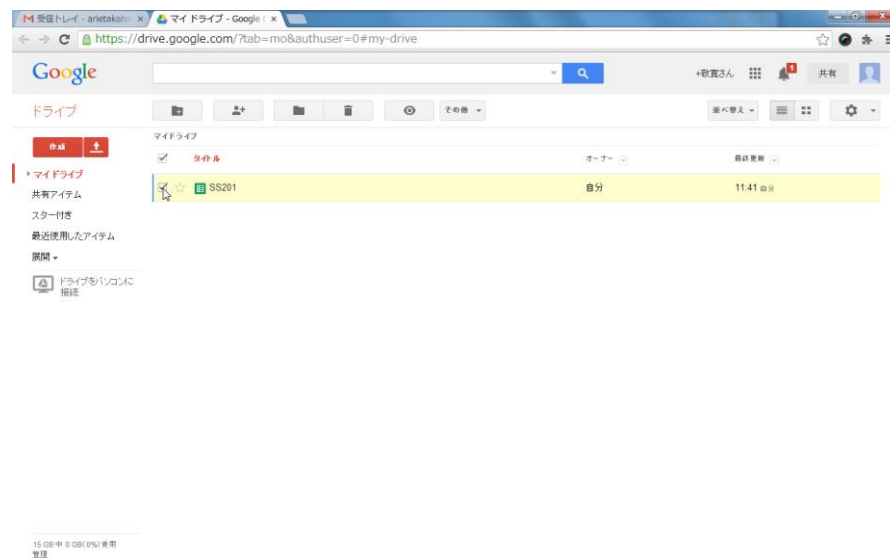 受信トレイ - arietakahi
マイ ドライブ - Google
https://drive.google.com/?tab=mo&authuser=0#my-drive
Google
+敬寛さん
1
共有
ドライブ
その他
並べ替え
作成
マイドライブ
タイトル
オーナー
最終更新
マイドライブ
SS201
自分
11:41 自分
共有アイテム
スター付き
最近使用したアイテム
展開
ドライブをパソコンに
接続
15 GB 中 0 GB(0%)使用
管理